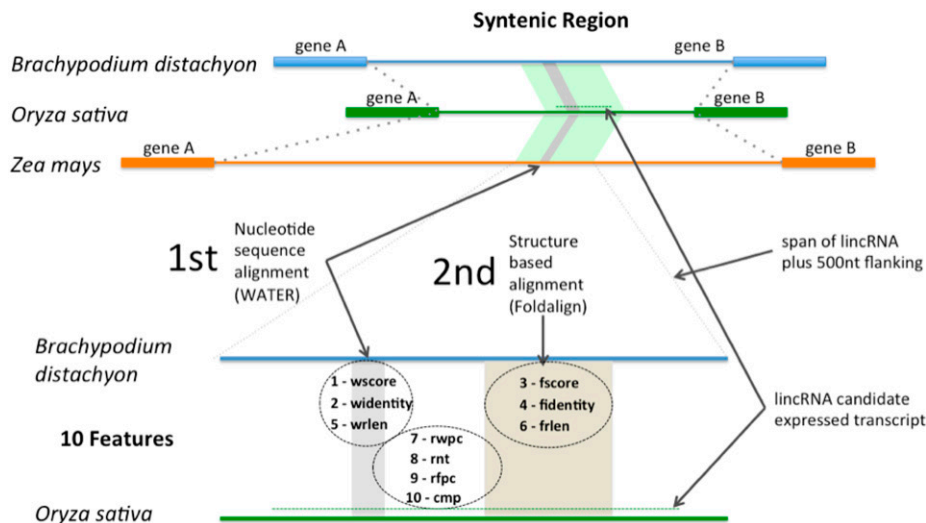 Syntenic Region
gene A
gene B
Brachypodium distachyon
gene A
gene B
Oryza sativa
gene A
gene B
Zea mays
1st
Nucleotide
sequence
alignment
(WATER)
2nd
Structure
based
alignment
(Foldalign)
span of lincRNA
plus 500nt flanking
Brachypodium
distachyon
1 - wscore
2 - widentity
5 - wrlen
3 - fscore
4 - fidentity
6 - frlen
lincRNA candidate
expressed transcript
10 Features
7 - rwpc
8 - rnt
9 - rfpc
10 - cmp
Oryza sativa